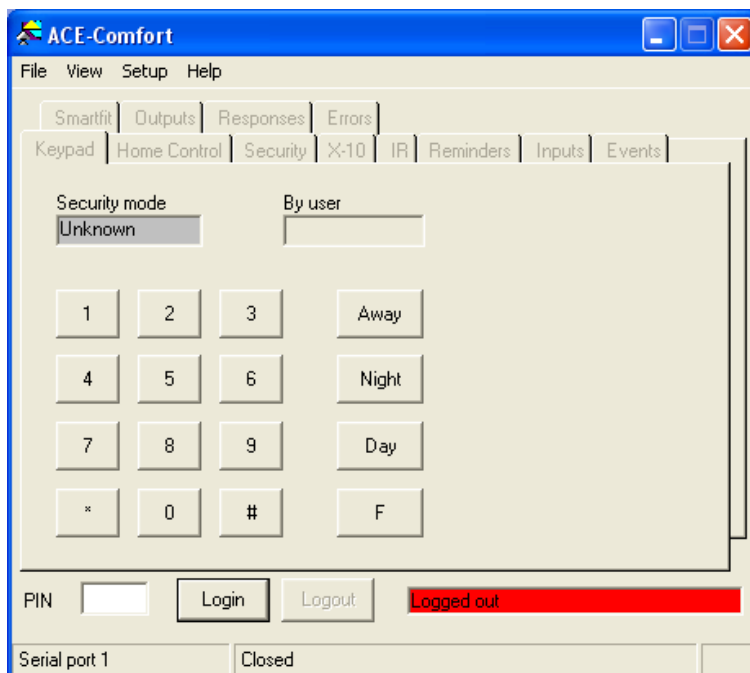 ACE-Comfort
File View Setup Help
Smartfit Outputs Responses Errors
Keypad Home Control Security X-10 IR Reminders Inputs Events
Security mode By user
Unknown
1 2 3 Away
4 5 6 Night
7 8 9 Day
* 0 # F
PIN Login Logout Logged out
Serial port 1 Closed